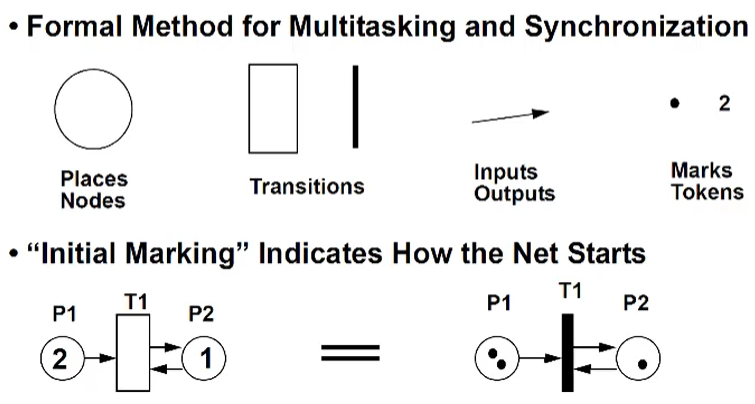 • Formal Method for Multitasking and Synchronization
2
Places
Nodes
Transitions
Inputs
Outputs
Marks
Tokens
• “Initial Marking” Indicates How the Net Starts
P1
T1
P2
2
1
P1
T1
P2